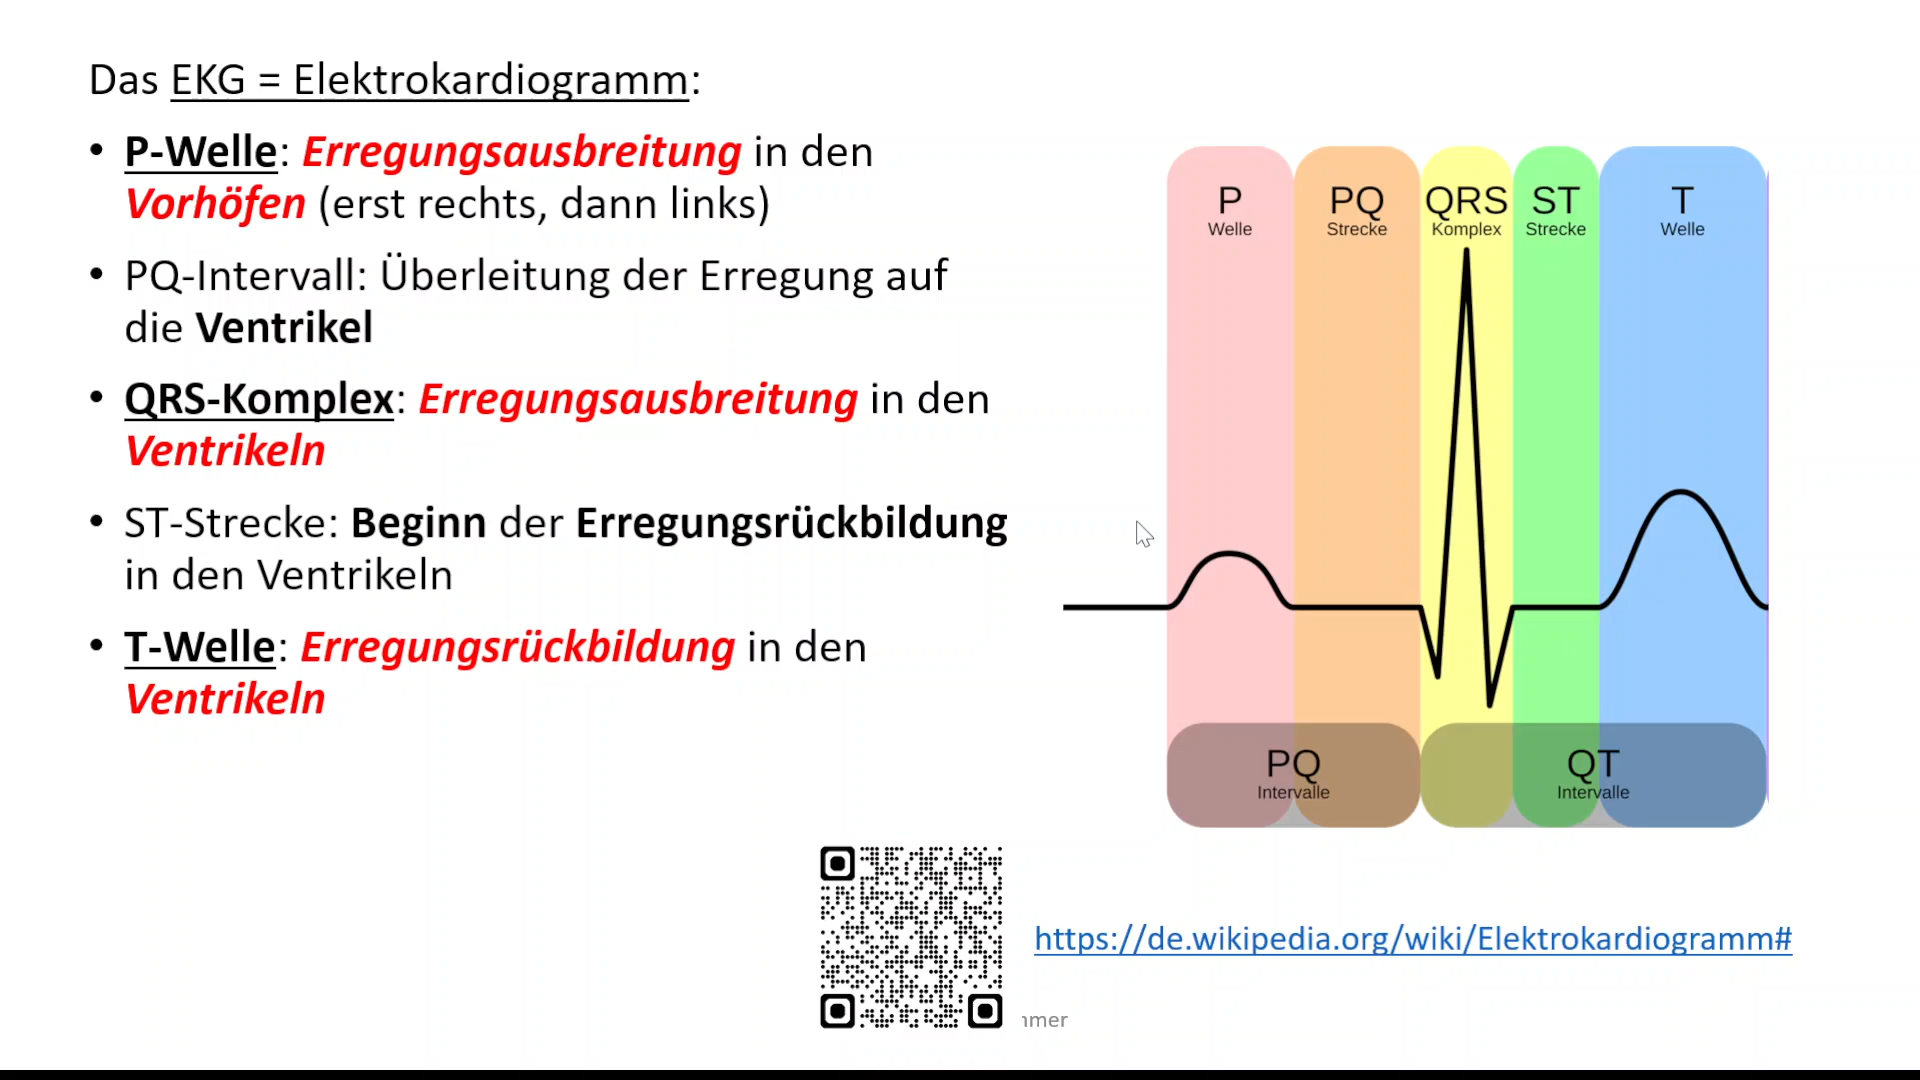 Das EKG = Elektrokardiogramm:
• P-Welle: Erregungsausbreitung in den
Vorhöfen (erst rechts, dann links)
• PQ-Intervall: Überleitung der Erregung auf
die Ventrikel
• QRS-Komplex: Erregungsausbreitung in den
Ventrikeln
• ST-Strecke: Beginn der Erregungsrückbildung
in den Ventrikeln
• T-Welle: Erregungsrückbildung in den
Ventrikeln
P PQ QRS ST T
Welle Strecke Komplex Strecke Welle
PQ QT
Intervalle Intervalle
https://de.wikipedia.org/wiki/Elektrokardiogramm#